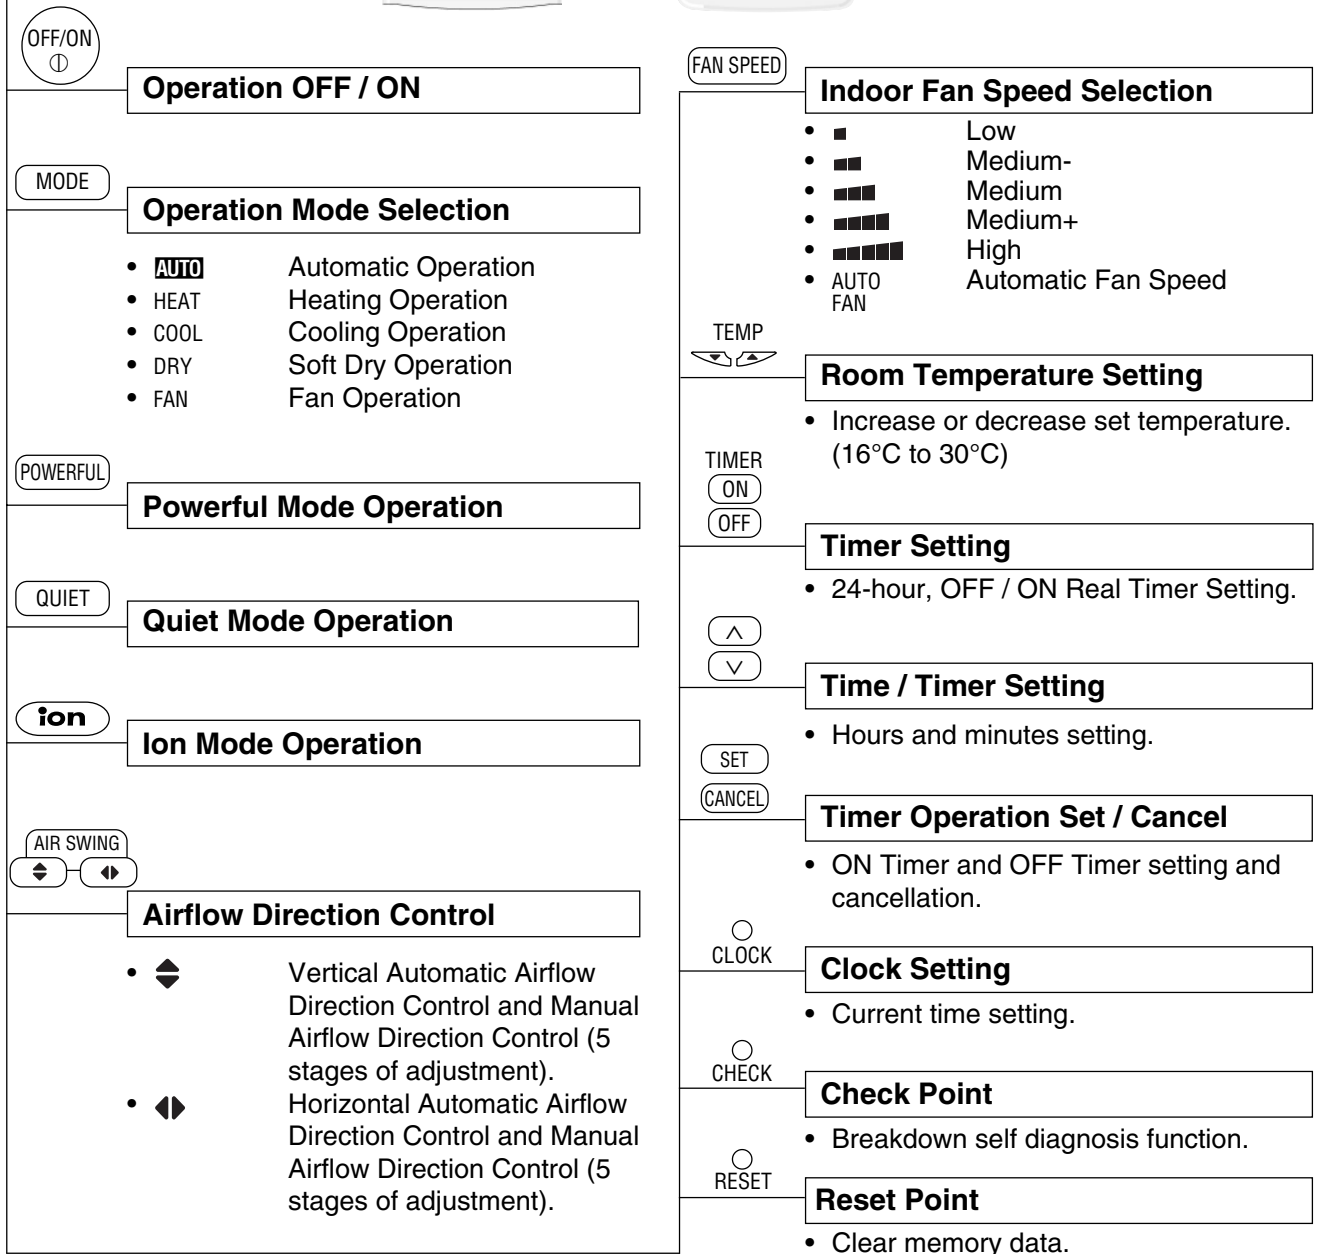 OFF/ON
Operation OFF / ON
MODE
Operation Mode Selection
• AUTO Automatic Operation
• HEAT Heating Operation
• COOL Cooling Operation
• DRY Soft Dry Operation
• FAN Fan Operation
POWERFUL
Powerful Mode Operation
QUIET
Quiet Mode Operation
ion
Ion Mode Operation
AIR SWING
Airflow Direction Control
• Vertical Automatic Airflow
Direction Control and Manual
Airflow Direction Control (5
stages of adjustment).
• Horizontal Automatic Airflow
Direction Control and Manual
Airflow Direction Control (5
stages of adjustment).
FAN SPEED
Indoor Fan Speed Selection
• Low
• Medium-
• Medium
• Medium+
• High
• AUTO FAN Automatic Fan Speed
TEMP
Room Temperature Setting
• Increase or decrease set temperature.
(16°C to 30°C)
TIMER
ON
OFF
Timer Setting
• 24-hour, OFF / ON Real Timer Setting.
Time / Timer Setting
• Hours and minutes setting.
SET
CANCEL
Timer Operation Set / Cancel
• ON Timer and OFF Timer setting and
cancellation.
CLOCK
Clock Setting
• Current time setting.
CHECK
Check Point
• Breakdown self diagnosis function.
RESET
Reset Point
• Clear memory data.